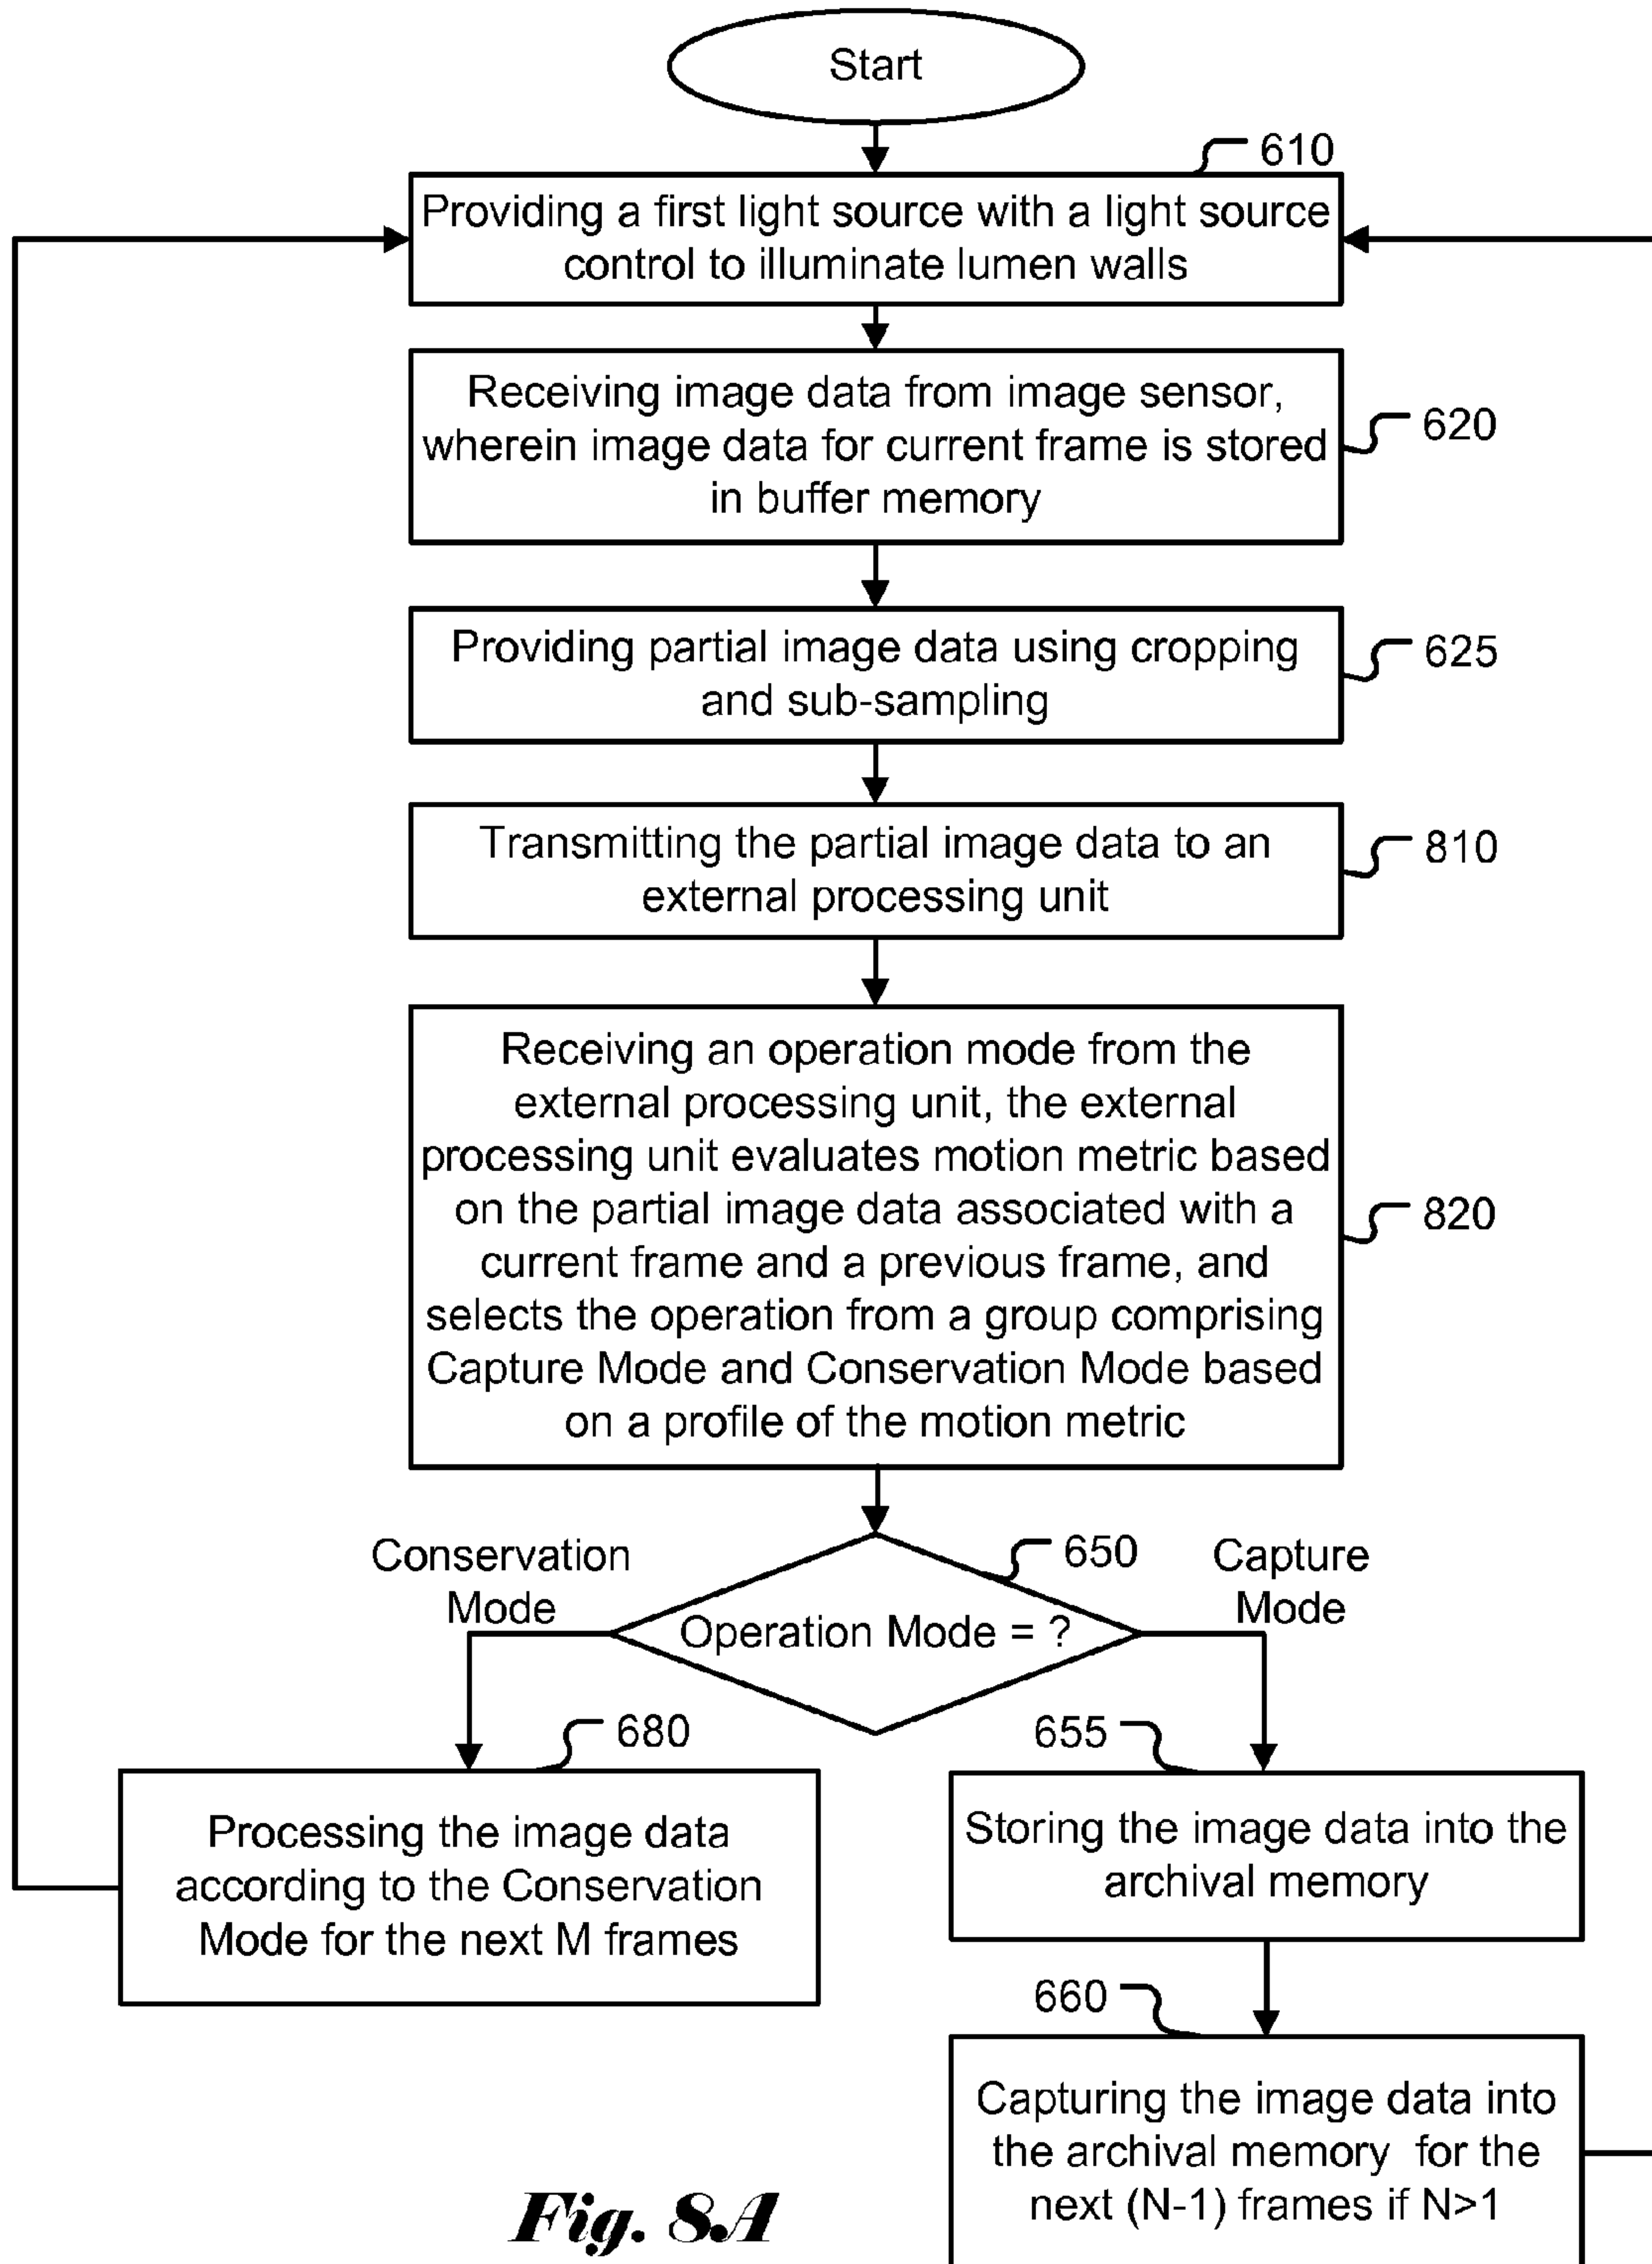 Start
610
Providing a first light source with a light source
control to illuminate lumen walls
Receiving image data from image sensor,
wherein image data for current frame is stored
in buffer memory
620
Providing partial image data using cropping
and sub-sampling
625
Transmitting the partial image data to an
external processing unit
810
Receiving an operation mode from the
external processing unit, the external
processing unit evaluates motion metric based
on the partial image data associated with a
current frame and a previous frame, and
selects the operation from a group comprising
Capture Mode and Conservation Mode based
on a profile of the motion metric
820
Conservation
Mode
650
Capture
Mode
Operation Mode = ?
680
655
Processing the image data
according to the Conservation
Mode for the next M frames
Storing the image data into the
archival memory
660
Capturing the image data into
the archival memory for the
next (N-1) frames if N>1
Fig. 8A